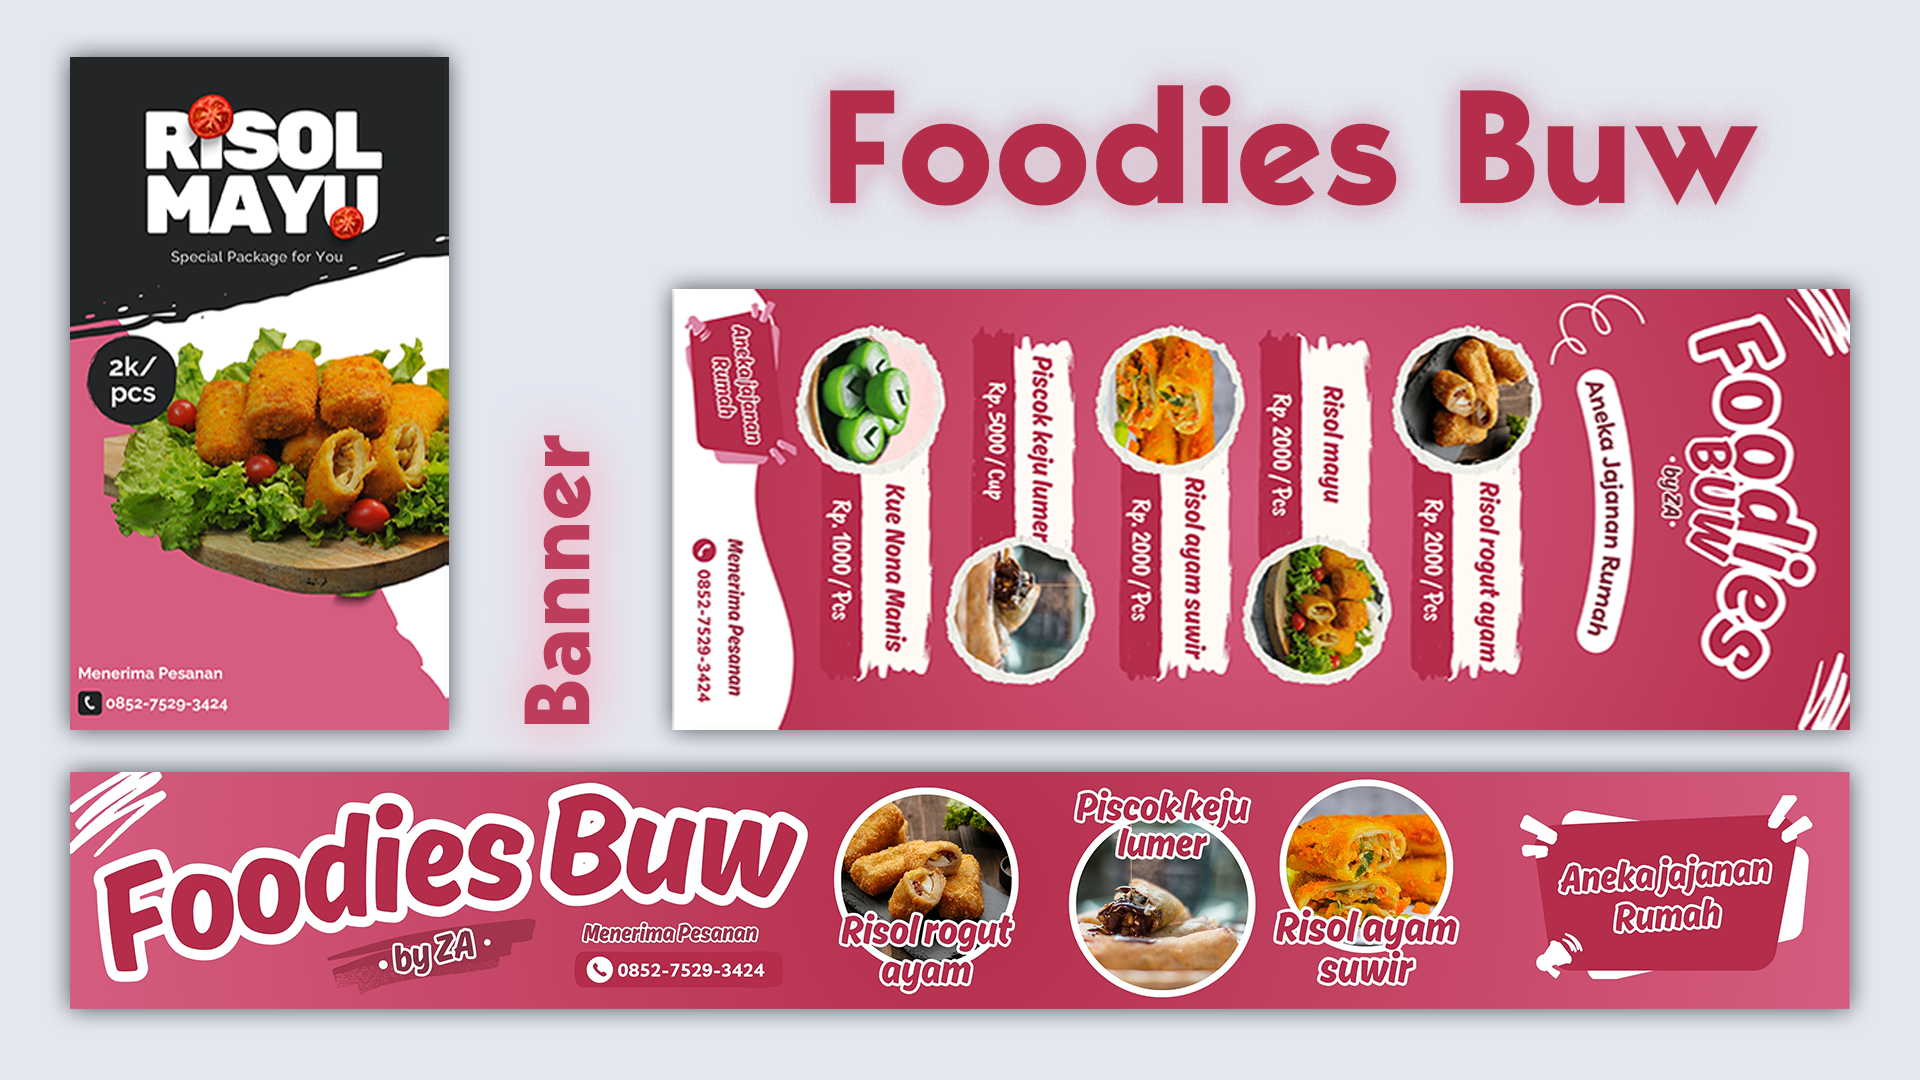 RISOL
MAYU
Special Package for You
2k/
pcs
Menerima Pesanan
0852-7529-3424
Foodies Buw
Banner
Foodies
BUW
• by ZA •
Aneka Jajanan Rumah
Risol rogut ayam
Rp. 2000 / Pcs
Risol mayu
Rp. 2000 / Pcs
Risol ayam suwir
Rp. 2000 / Pcs
Piscok keju lumer
Rp. 5000 / Cup
Kue Nona Manis
Rp. 1000 / Pcs
Aneka jajanan
Rumah
Menerima Pesanan
0852-7529-3424
Foodies Buw
• by ZA •
Menerima Pesanan
0852-7529-3424
Risol rogut
ayam
Piscok keju
lumer
Risol ayam
suwir
Aneka jajanan
Rumah